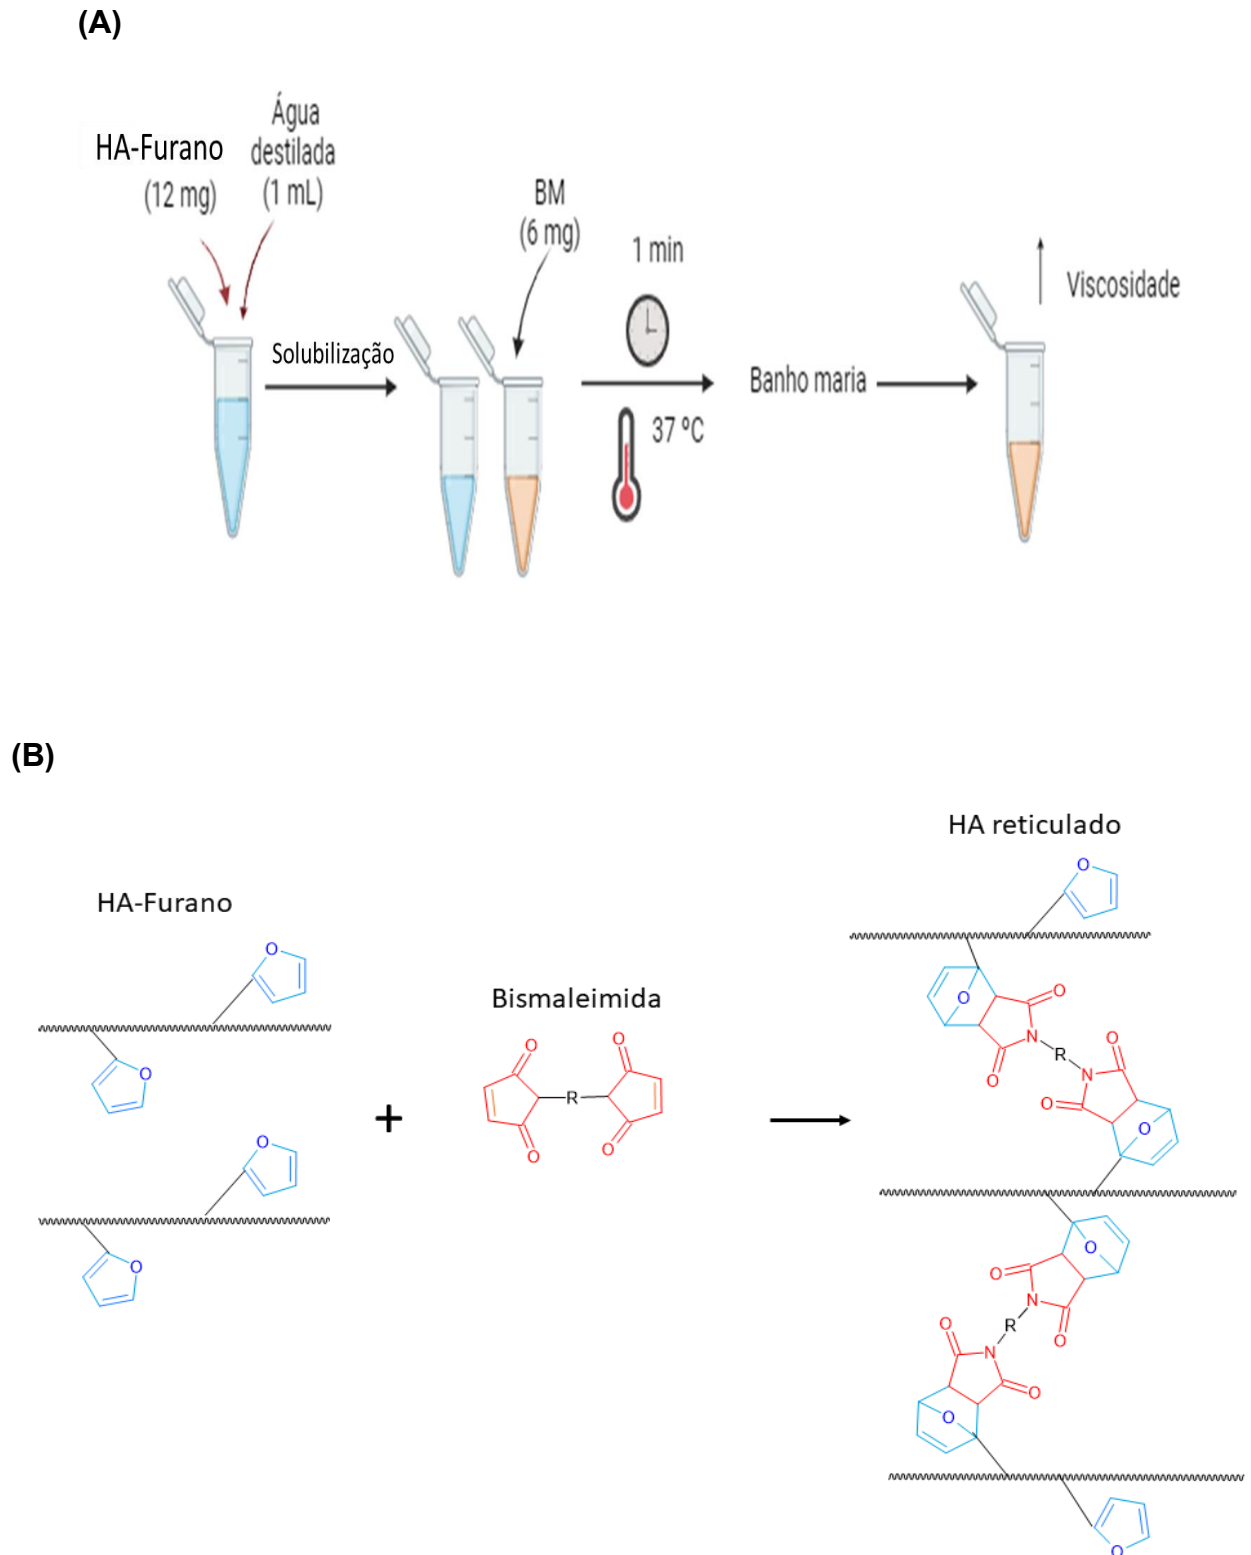 (A)
HA-Furano
(12 mg)
Água
destilada
(1 mL)
Solubilização
BM
(6 mg)
1 min
37 ºC
Banho maria
Viscosidade
(B)
HA-Furano
O
O
O
O
+
Bismaleimida
O
O
R
O
O
HA reticulado
O
O
O
N
O
R
O
N
O
O
O
O
N
O
R
O
N
O
O
O